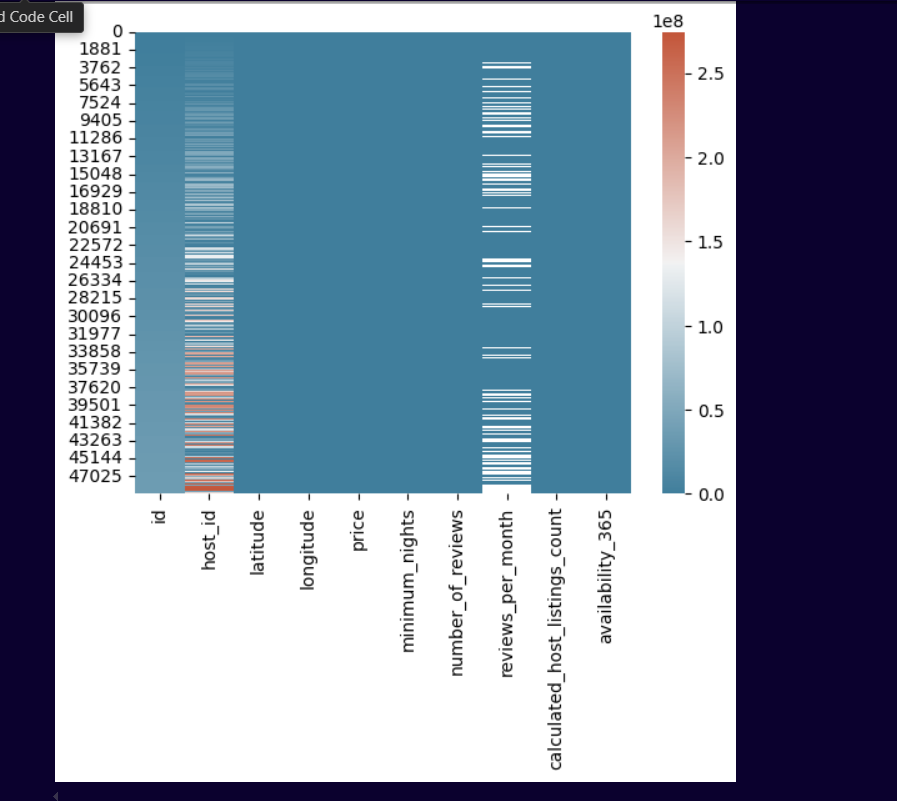 d Code Cell
1e8
0
1881
3762
5643
7524
9405
11286
13167
15048
16929
18810
20691
22572
24453
26334
28215
30096
31977
33858
35739
37620
39501
41382
43263
45144
47025
2.5
2.0
1.5
1.0
0.5
0.0
id
host_id
latitude
longitude
price
minimum_nights
number_of_reviews
reviews_per_month
calculated_host_listings_count
availability_365